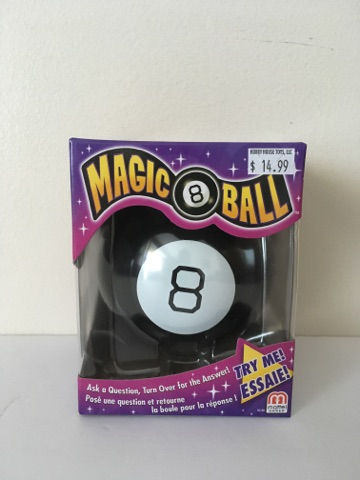 HOBBY HOUSE TOYS, LLC
$ 14.99
MAGIC 8 BALL
8
TRY ME!
ESSAIE!
Ask a Question, Turn Over for the Answer!
Posé une question et retourne
la boule pour la réponse !